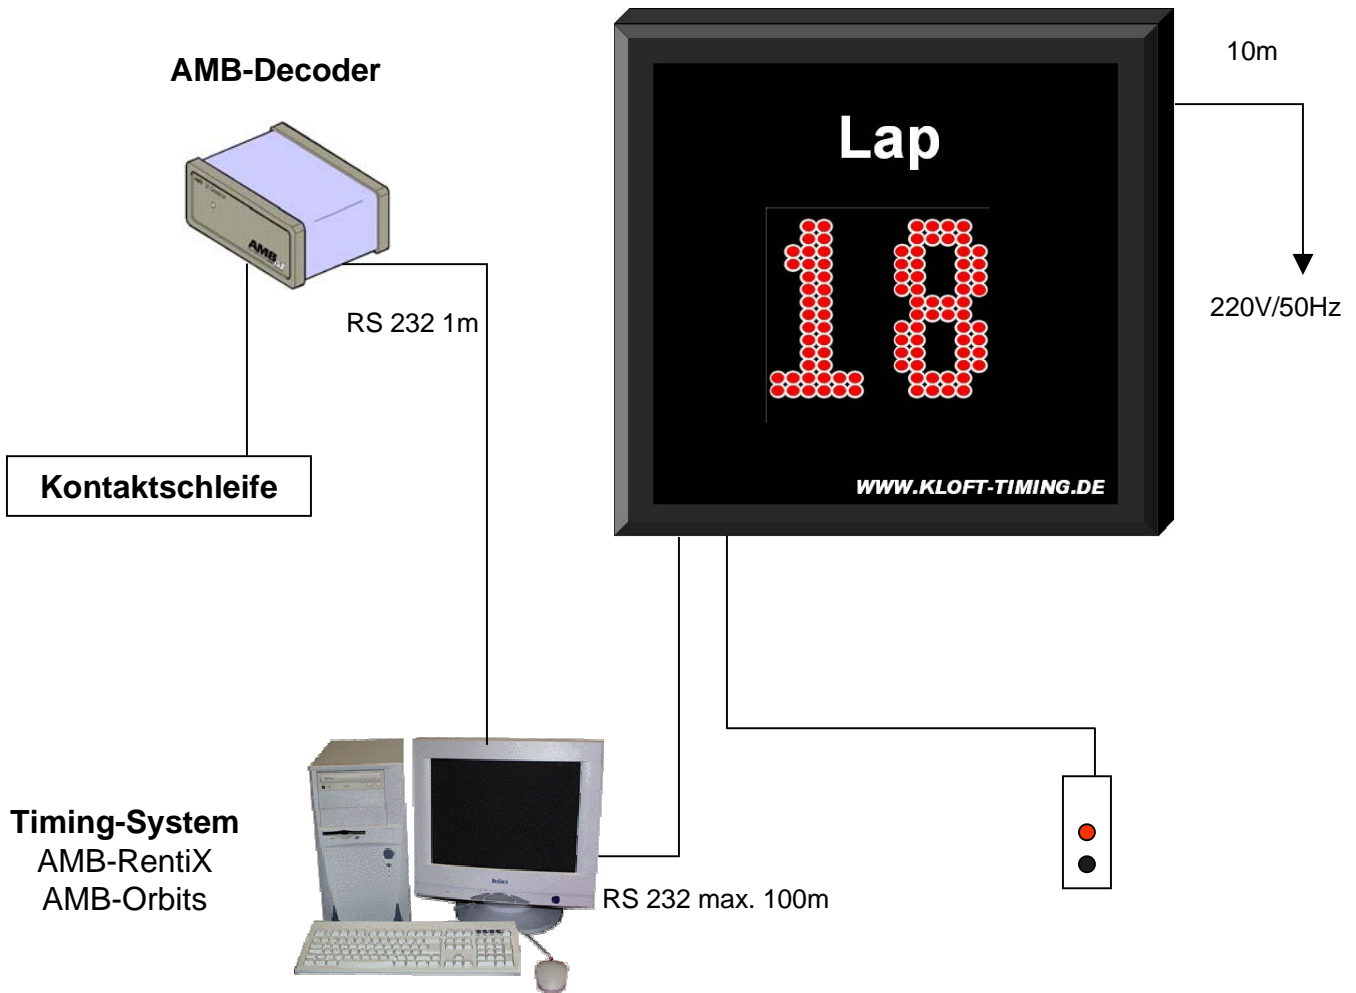 AMB-Decoder
10m
Lap
AMB
RS 232 1m
220V/50Hz
18
Kontaktschleife
WWW.KLOFT-TIMING.DE
Timing-System
AMB-RentiX
AMB-Orbits
RS 232 max. 100m